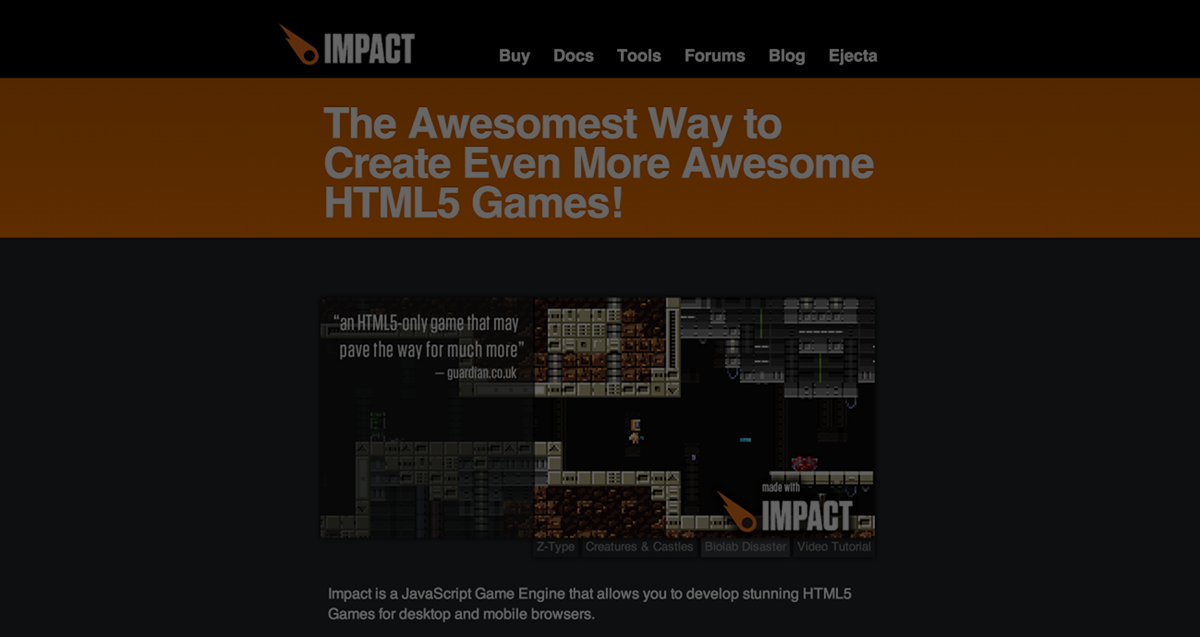 IMPACT
Buy Docs Tools Forums Blog Ejecta
The Awesomest Way to
Create Even More Awesome
HTML5 Games!
“an HTML5-only game that may
pave the way for much more”
— guardian.co.uk
made with
IMPACT
Z-Type Creatures & Castles Biolab Disaster Video Tutorial
Impact is a JavaScript Game Engine that allows you to develop stunning HTML5
Games for desktop and mobile browsers.